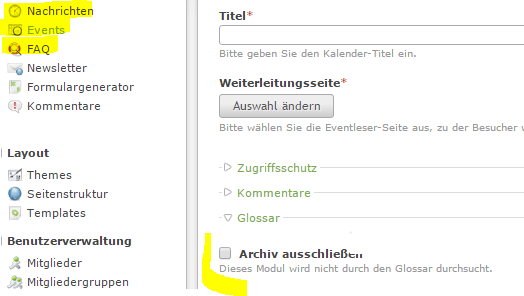 Nachrichten
Events
FAQ
Newsletter
Formulargenerator
Kommentare
Layout
Themes
Seitenstruktur
Templates
Benutzerverwaltung
Mitglieder
Mitgliedergruppen
Titel*
Bitte geben Sie den Kalender-Titel ein.
Weiterleitungsseite*
Auswahl ändern
Bitte wählen Sie die Eventleser-Seite aus, zu der Besucher
Zugriffsschutz
Kommentare
Glossar
Archiv ausschließen
Dieses Modul wird nicht durch den Glossar durchsucht.